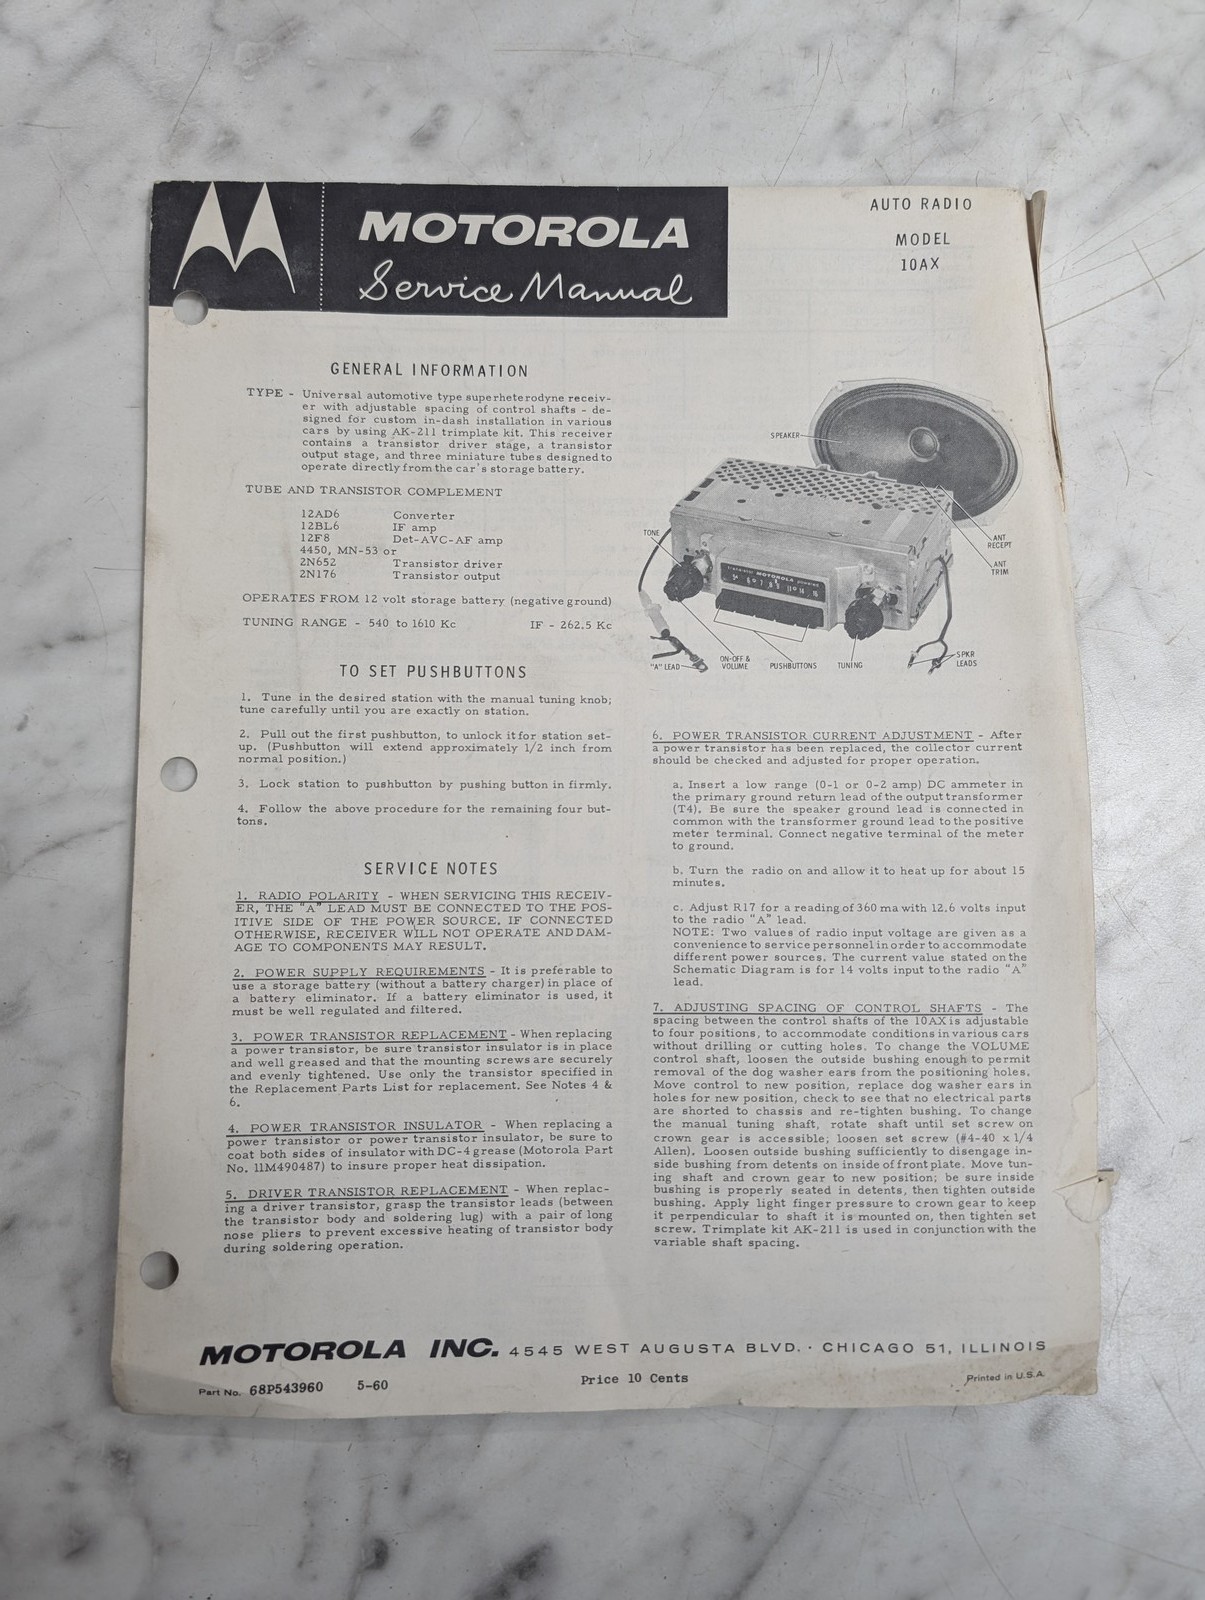 MOTOROLA
Service Manual
AUTO RADIO
MODEL
10AX
GENERAL INFORMATION
TYPE - Universal automotive type superheterodyne receiv-
er with adjustable spacing of control shafts - de-
signed for custom in-dash installation in various
cars by using AK-211 trimplate kit. This receiver
contains a transistor driver stage, a transistor
output stage, and three miniature tubes designed to
operate directly from the car's storage battery.
TUBE AND TRANSISTOR COMPLEMENT
12AD6 Converter
12BL6 IF amp
12F8 Det-AVC-AF amp
4450, MN-53 or
2N652 Transistor driver
2N176 Transistor output
OPERATES FROM 12 volt storage battery (negative ground)
TUNING RANGE - 540 to 1610 Kc IF - 262.5 Kc
TO SET PUSHBUTTONS
1. Tune in the desired station with the manual tuning knob;
tune carefully until you are exactly on station.
2. Pull out the first pushbutton, to unlock it for station set-
up. (Pushbutton will extend approximately 1/2 inch from
normal position.)
3. Lock station to pushbutton by pushing button in firmly.
4. Follow the above procedure for the remaining four but-
tons.
SERVICE NOTES
1. RADIO POLARITY - WHEN SERVICING THIS RECEIV-
ER, THE "A" LEAD MUST BE CONNECTED TO THE POS-
ITIVE SIDE OF THE POWER SOURCE. IF CONNECTED
OTHERWISE, RECEIVER WILL NOT OPERATE AND DAM-
AGE TO COMPONENTS MAY RESULT.
2. POWER SUPPLY REQUIREMENTS - It is preferable to
use a storage battery (without a battery charger) in place of
a battery eliminator. If a battery eliminator is used, it
must be well regulated and filtered.
3. POWER TRANSISTOR REPLACEMENT - When replacing
a power transistor, be sure transistor insulator is in place
and well greased and that the mounting screws are securely
and evenly tightened. Use only the transistor specified in
the Replacement Parts List for replacement. See Notes 4 &
6.
4. POWER TRANSISTOR INSULATOR - When replacing a
power transistor or power transistor insulator, be sure to
coat both sides of insulator with DC-4 grease (Motorola Part
No. 11M490487) to insure proper heat dissipation.
5. DRIVER TRANSISTOR REPLACEMENT - When replac-
ing a driver transistor, grasp the transistor leads (between
the transistor body and soldering lug) with a pair of long
nose pliers to prevent excessive heating of transistor body
during soldering operation.
SPEAKER
TONE
ANT
RECEPT
ANT
TRIM
transistor MOTOROLA powered
"A" LEAD
ON-OFF &
VOLUME
PUSHBUTTONS
TUNING
SPKR
LEADS
6. POWER TRANSISTOR CURRENT ADJUSTMENT - After
a power transistor has been replaced, the collector current
should be checked and adjusted for proper operation.
a. Insert a low range (0-1 or 0-2 amp) DC ammeter in
the primary ground return lead of the output transformer
(T4). Be sure the speaker ground lead is connected in
common with the transformer ground lead to the positive
meter terminal. Connect negative terminal of the meter
to ground.
b. Turn the radio on and allow it to heat up for about 15
minutes.
c. Adjust R17 for a reading of 360 ma with 12.6 volts input
to the radio "A" lead.
NOTE: Two values of radio input voltage are given as a
convenience to service personnel in order to accommodate
different power sources. The current value stated on the
Schematic Diagram is for 14 volts input to the radio "A"
lead.
7. ADJUSTING SPACING OF CONTROL SHAFTS - The
spacing between the control shafts of the 10AX is adjustable
to four positions, to accommodate conditions in various cars
without drilling or cutting holes. To change the VOLUME
control shaft, loosen the outside bushing enough to permit
removal of the dog washer ears from the positioning holes.
Move control to new position, replace dog washer ears in
holes for new position, check to see that no electrical parts
are shorted to chassis and re-tighten bushing. To change
the manual tuning shaft, rotate shaft until set screw on
crown gear is accessible; loosen set screw (#4-40 x 1/4
Allen). Loosen outside bushing sufficiently to disengage in-
side bushing from detents on inside of front plate. Move tun-
ing shaft and crown gear to new position; be sure inside
bushing is properly seated in detents, then tighten outside
bushing. Apply light finger pressure to crown gear to keep
it perpendicular to shaft it is mounted on, then tighten set
screw. Trimplate kit AK-211 is used in conjunction with the
variable shaft spacing.
MOTOROLA INC. 4545 WEST AUGUSTA BLVD. · CHICAGO 51, ILLINOIS
Part No. 68P543960 5-60 Price 10 Cents Printed in U.S.A.